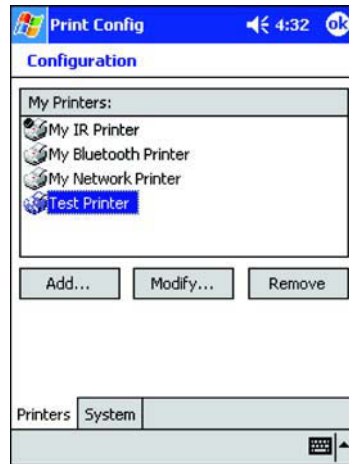 Print Config 4:32 ok
Configuration
My Printers:
My IR Printer
My Bluetooth Printer
My Network Printer
Test Printer
Add... Modify... Remove
Printers System